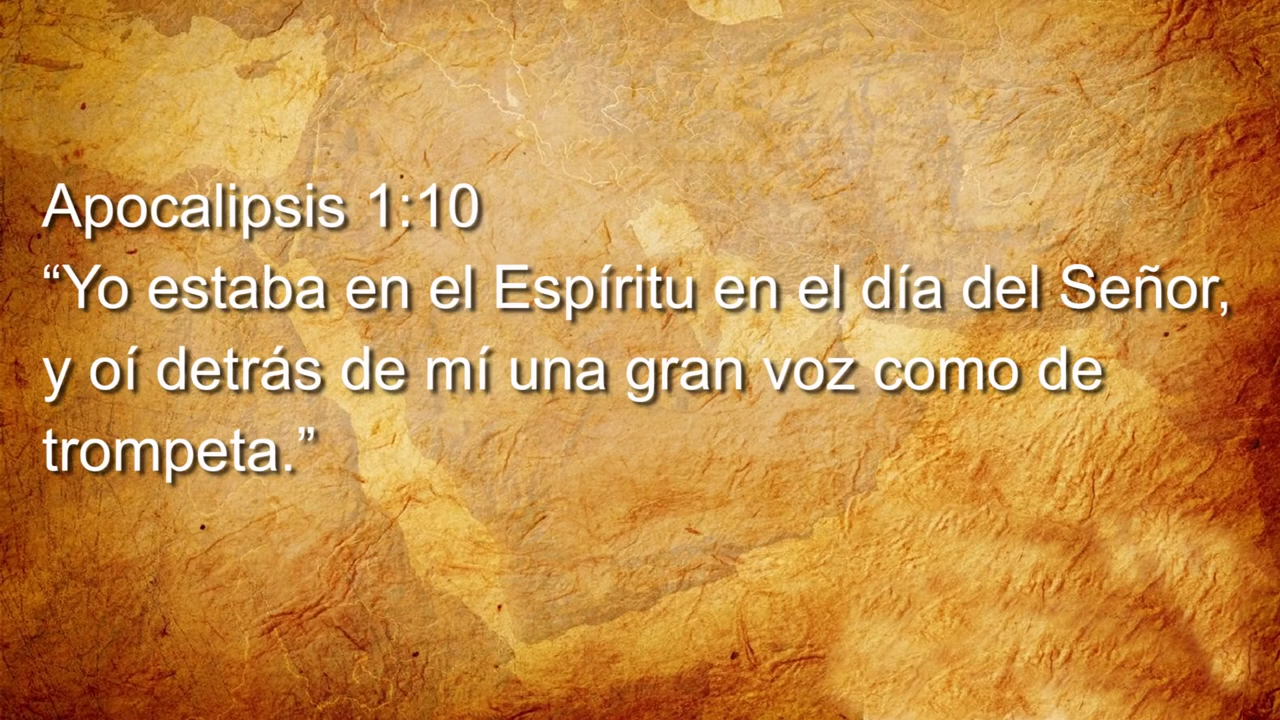 Apocalipsis 1:10
“Yo estaba en el Espíritu en el día del Señor,
y oí detrás de mí una gran voz como de
trompeta.”